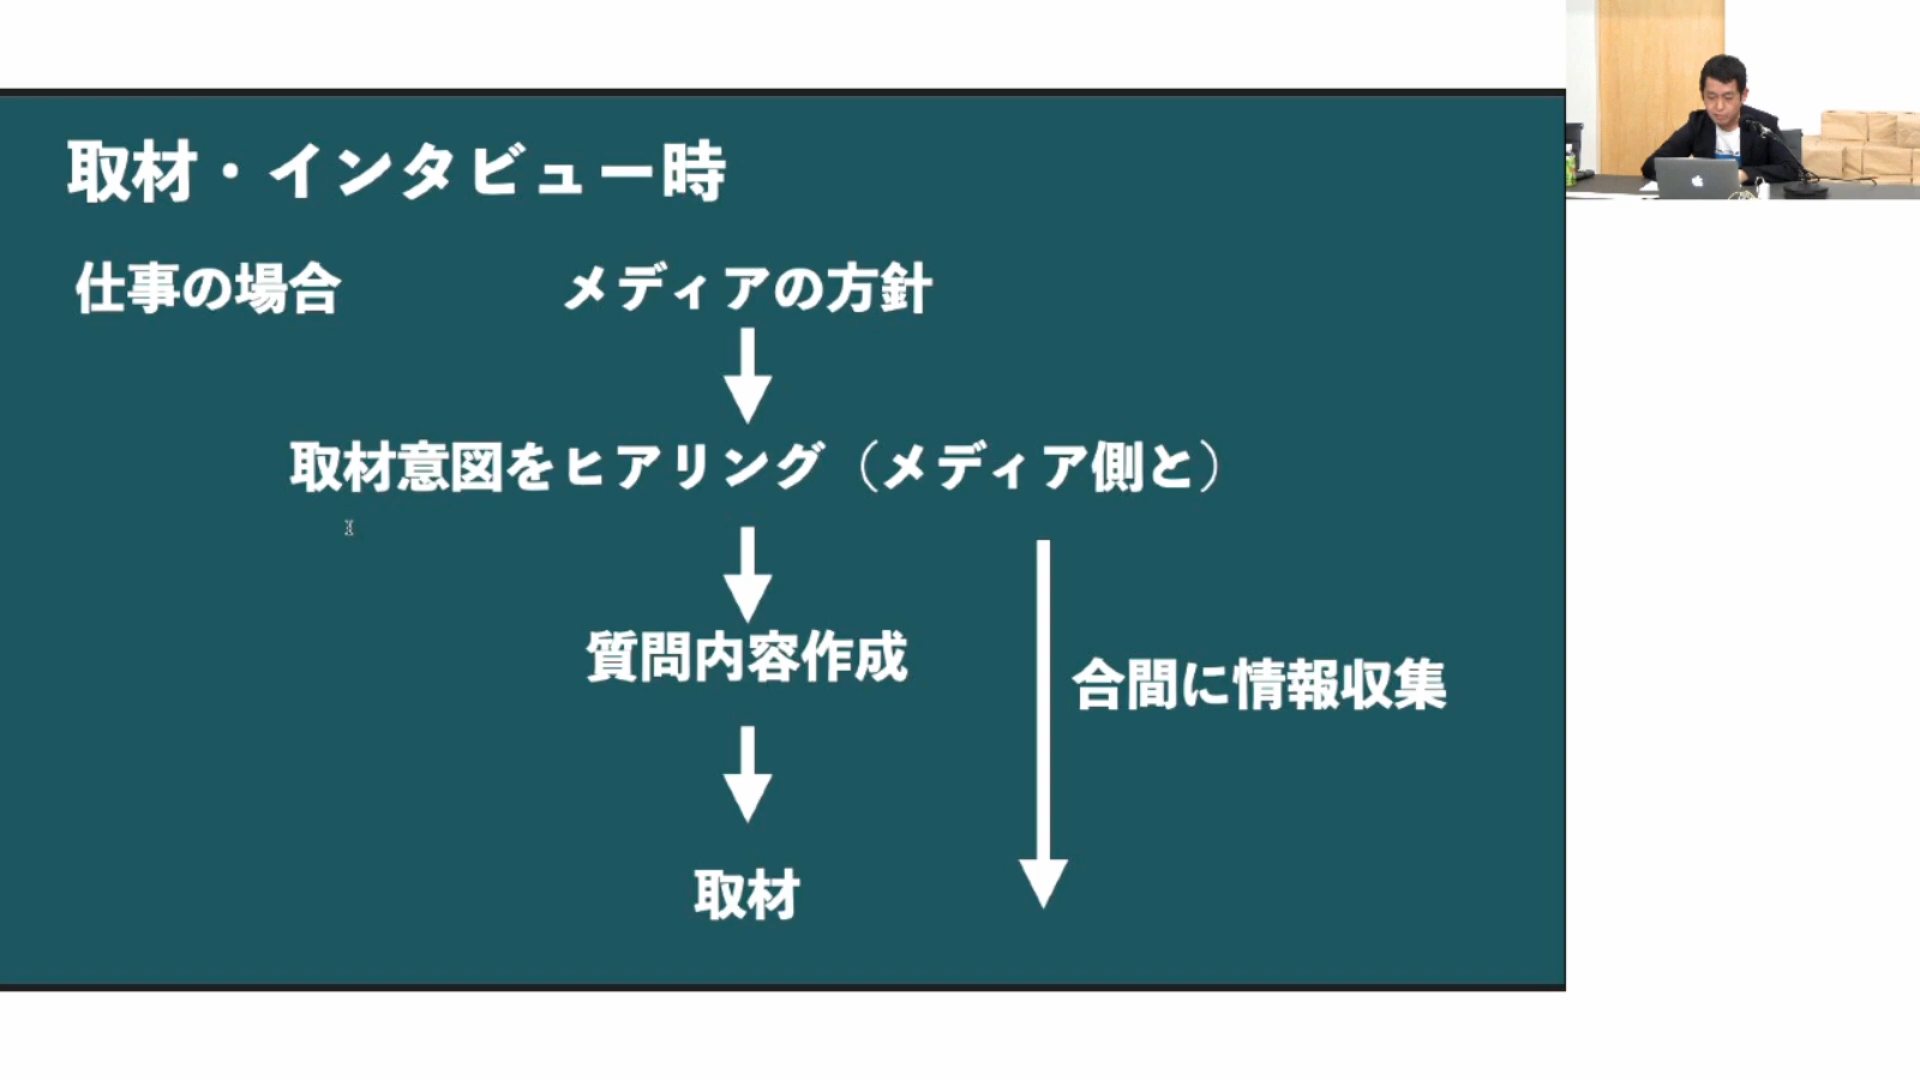 取材・インタビュー時
仕事の場合
メディアの方針
取材意図をヒアリング（メディア側と）
質問内容作成
合間に情報収集
取材